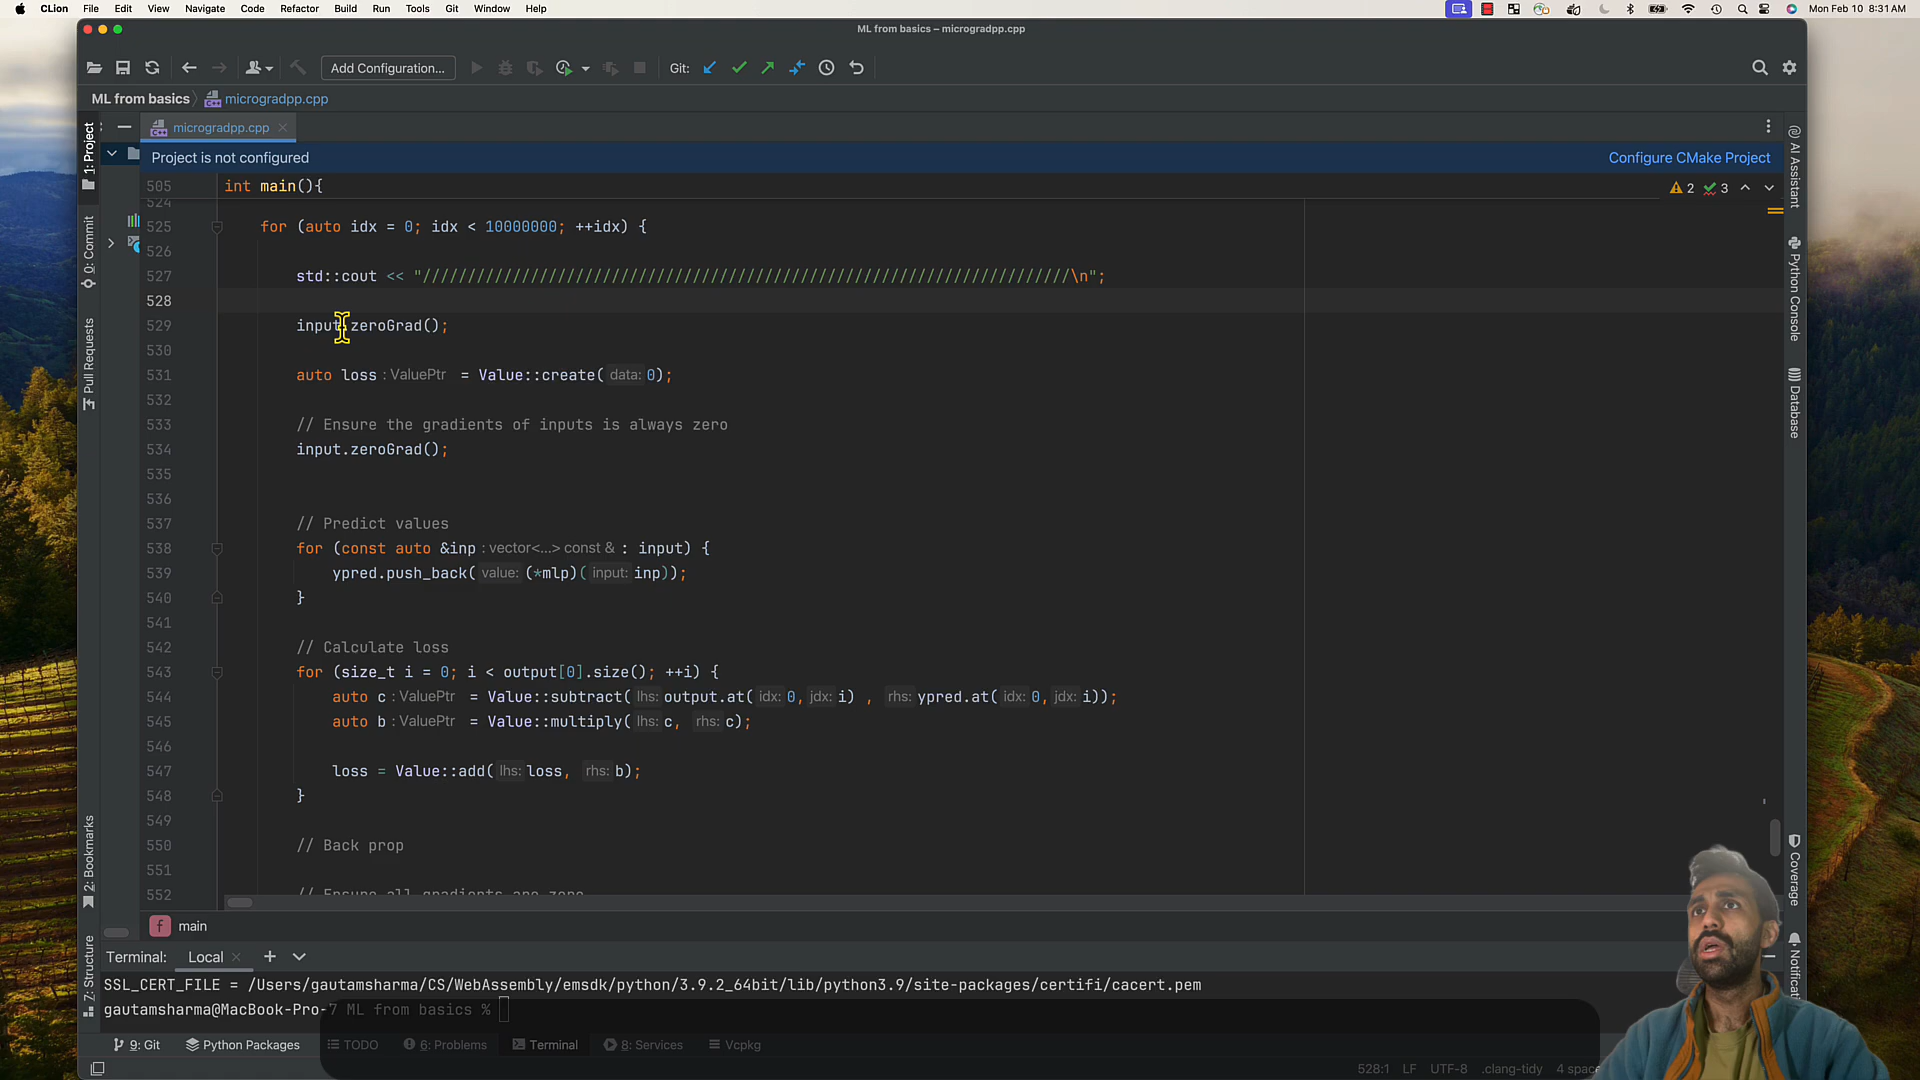 CLion File Edit View Navigate Code Refactor Build Run Tools Git Window Help Mon Feb 10 8:31 AM
ML from basics – microgradpp.cpp
Add Configuration... Git:
ML from basics microgradpp.cpp
microgradpp.cpp
Project is not configured Configure CMake Project
505 int main(){ 2 3
524
525 for (auto idx = 0; idx < 10000000; ++idx) {
526
527 std::cout << "////////////////////////////////////////////////////////////////////////\n";
528
529 input.zeroGrad();
530
531 auto loss : ValuePtr = Value::create( data: 0);
532
533 // Ensure the gradients of inputs is always zero
534 input.zeroGrad();
535
536
537 // Predict values
538 for (const auto &inp : vector<...> const & : input) {
539 ypred.push_back( value: (*mlp)( input: inp));
540 }
541
542 // Calculate loss
543 for (size_t i = 0; i < output[0].size(); ++i) {
544 auto c : ValuePtr = Value::subtract( lhs: output.at( idx: 0, jdx: i) , rhs: ypred.at( idx: 0, jdx: i));
545 auto b : ValuePtr = Value::multiply( lhs: c, rhs: c);
546
547 loss = Value::add( lhs: loss, rhs: b);
548 }
549
550 // Back prop
551
552 // Ensure all gradients are zero
1: Project
0: Commit
Pull Requests
2: Bookmarks
7: Structure
AI Assistant
Python Console
Database
Coverage
f main
Terminal: Local
SSL_CERT_FILE = /Users/gautamsharma/CS/WebAssembly/emsdk/python/3.9.2_64bit/lib/python3.9/site-packages/certifi/cacert.pem
gautamsharma@MacBook-Pro-7 ML from basics %
9: Git Python Packages TODO 6: Problems Terminal 8: Services Vcpkg
528:1 LF UTF-8 .clang-tidy